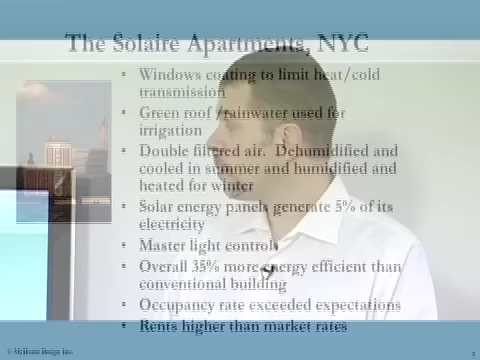 The Solaire Apartments, NYC
• Windows coating to limit heat/cold
transmission
• Green roof /rainwater used for
irrigation
• Double filtered air. Dehumidified and
cooled in summer and humidified and
heated for winter
• Solar energy panels generate 5% of its
electricity
• Master light controls
• Overall 35% more energy efficient than
conventional building
• Occupancy rate exceeded expectations
• Rents higher than market rates